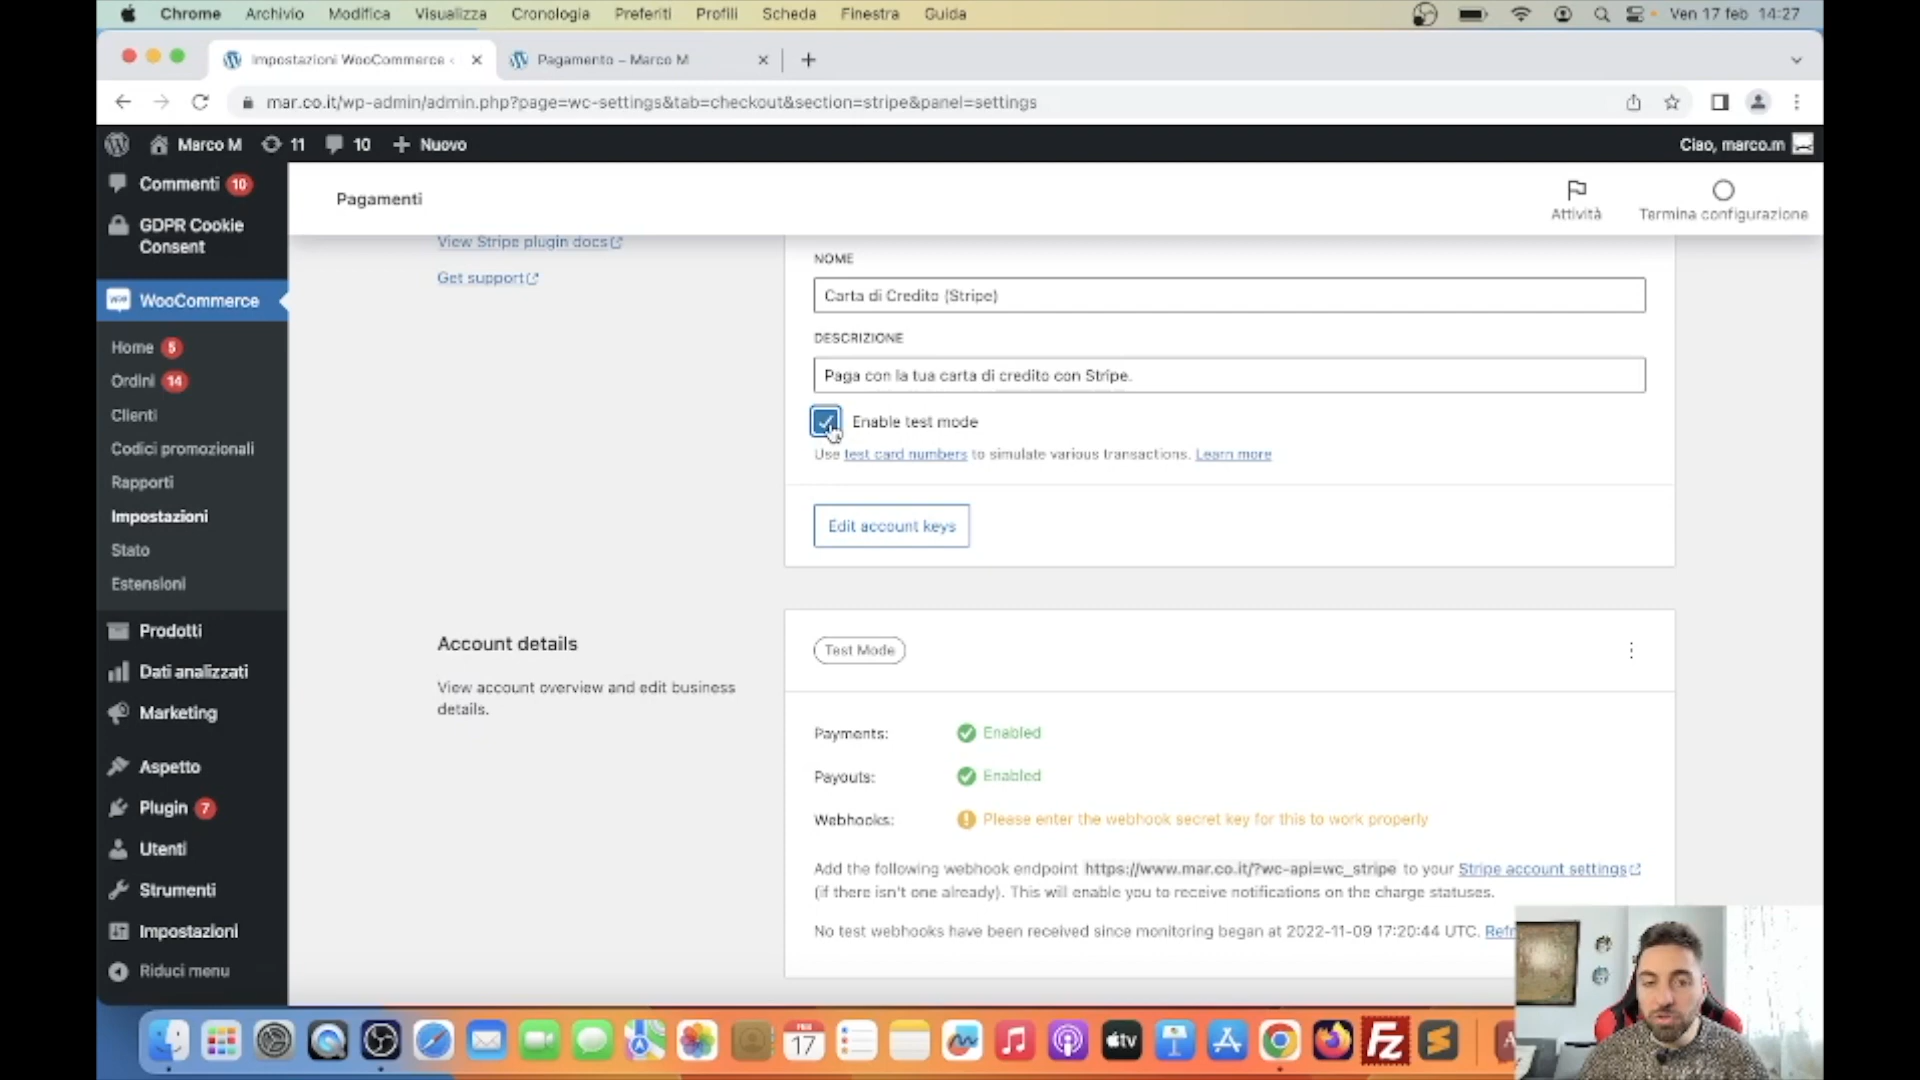 Chrome Archivio Modifica Visualizza Cronologia Preferiti Profili Scheda Finestra Guida Ven 17 feb 14:27
Impostazioni WooCommerce Pagamento – Marco M
mar.co.it/wp-admin/admin.php?page=wc-settings&tab=checkout&section=stripe&panel=settings
Marco M 11 10 Nuovo Ciao, marco.m
Commenti 10
GDPR Cookie
Consent
WooCommerce
Home 5
Ordini 14
Clienti
Codici promozionali
Rapporti
Impostazioni
Stato
Estensioni
Prodotti
Dati analizzati
Marketing
Aspetto
Plugin 7
Utenti
Strumenti
Impostazioni
Riduci menu
Pagamenti
Attività
Termina configurazione
View Stripe plugin docs
Get support
NOME
Carta di Credito (Stripe)
DESCRIZIONE
Paga con la tua carta di credito con Stripe.
Enable test mode
Use test card numbers to simulate various transactions. Learn more
Edit account keys
Account details
View account overview and edit business
details.
Test Mode
Payments: Enabled
Payouts: Enabled
Webhooks: Please enter the webhook secret key for this to work properly
Add the following webhook endpoint https://www.mar.co.it/?wc-api=wc_stripe to your Stripe account settings
(if there isn't one already). This will enable you to receive notifications on the charge statuses.
No test webhooks have been received since monitoring began at 2022-11-09 17:20:44 UTC. Refr
FEB
17
tv
Fz